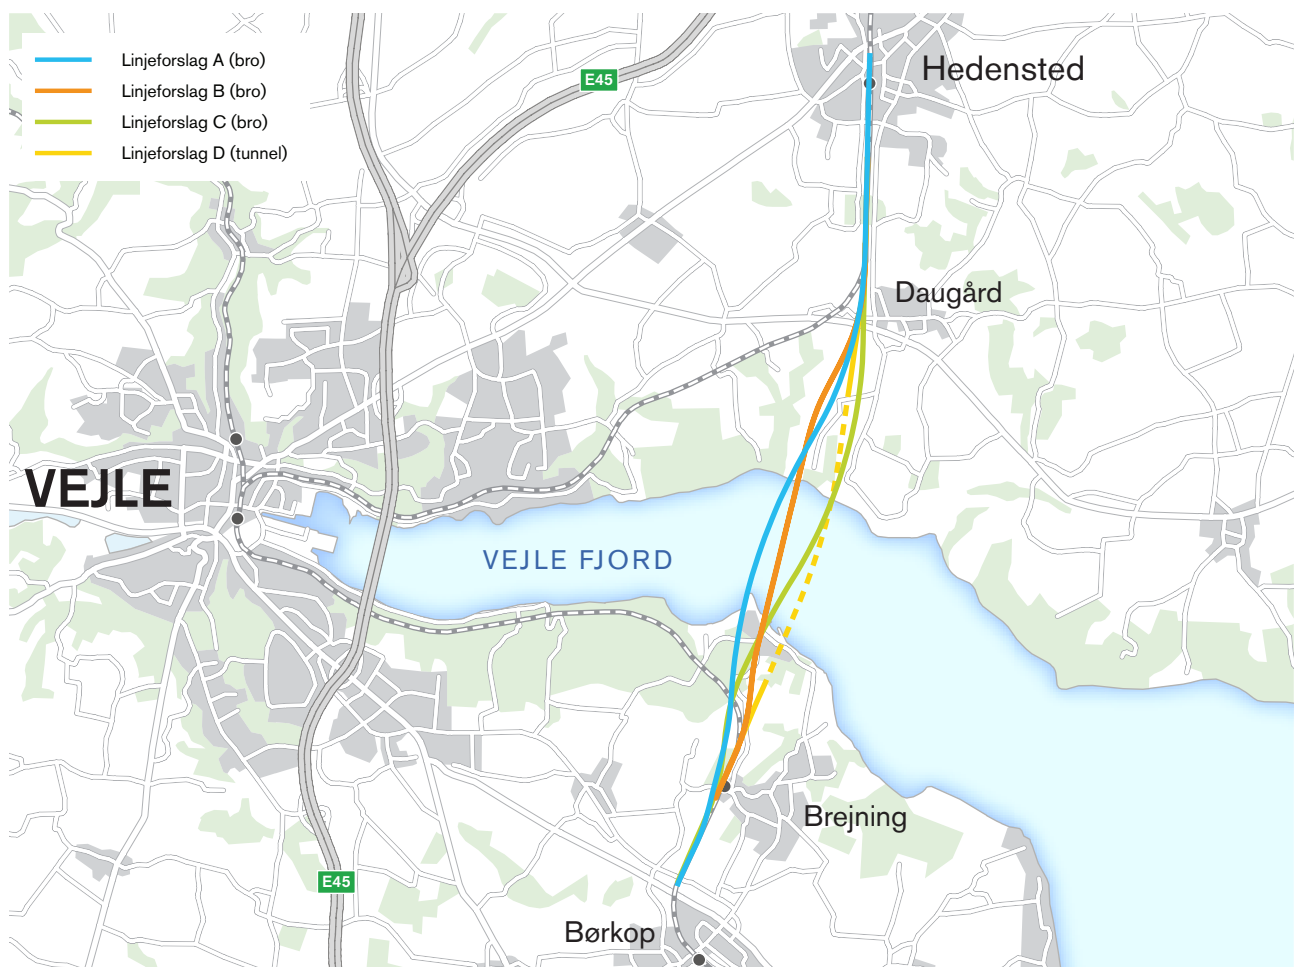 Linjeforslag A (bro)
Linjeforslag B (bro)
Linjeforslag C (bro)
Linjeforslag D (tunnel)
E45
Hedensted
Daugård
VEJLE
VEJLE FJORD
Brejning
E45
Børkop